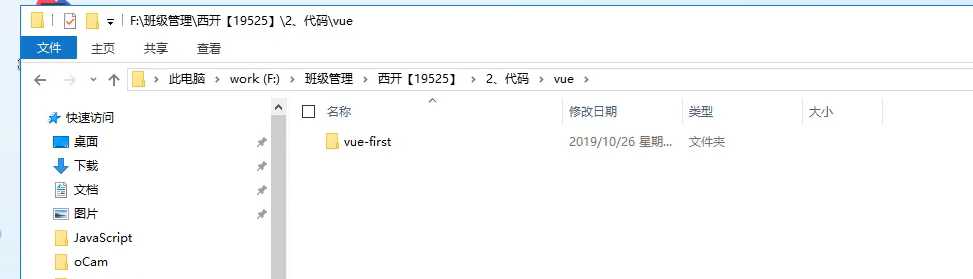 F:\班级管理\西开【19525】\2、代码\vue
文件 主页 共享 查看
此电脑 work (F:) 班级管理 西开【19525】 2、代码 vue
名称 修改日期 类型 大小
快速访问
桌面
vue-first 2019/10/26 星期... 文件夹
下载
文档
图片
JavaScript
oCam